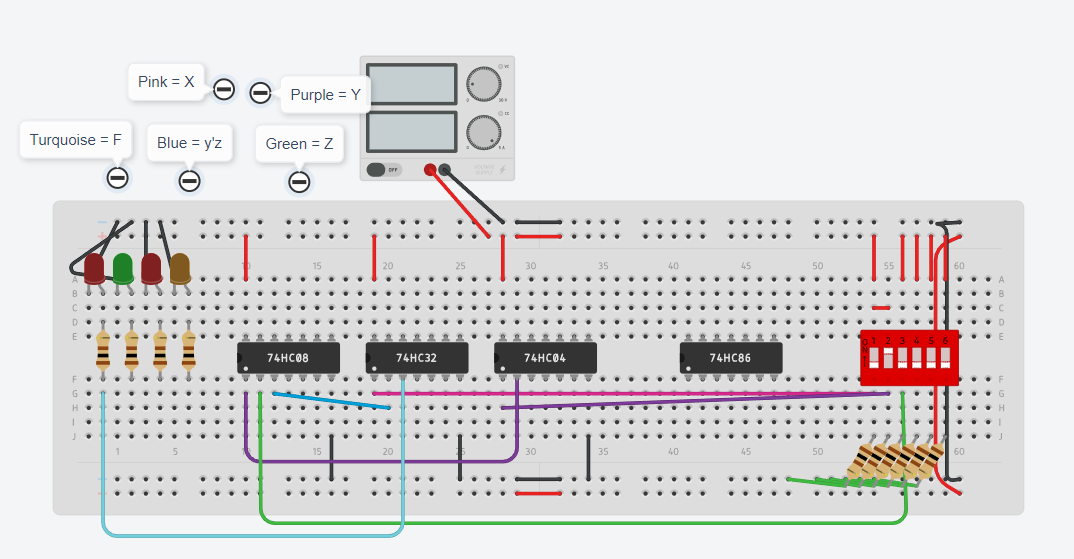 Pink = X
Purple = Y
Turquoise = F
Blue = y'z
Green = Z
OFF
10 15 20 25 30 35 40 45 50 55 60
A A
B B
C C
D D
E E
74HC08 74HC32 74HC04 74HC86
1 2 3 4 5 6
F F
G G
H H
I I
J J
1 5 15 20 25 30 35 40 45 50 60